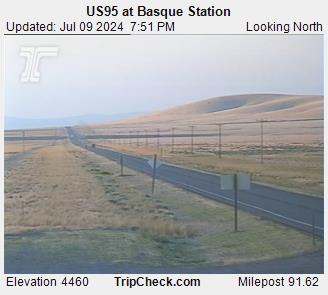 US95 at Basque Station
Updated: Jul 09 2024 7:51 PM Looking North
Elevation 4460 TripCheck.com Milepost 91.62